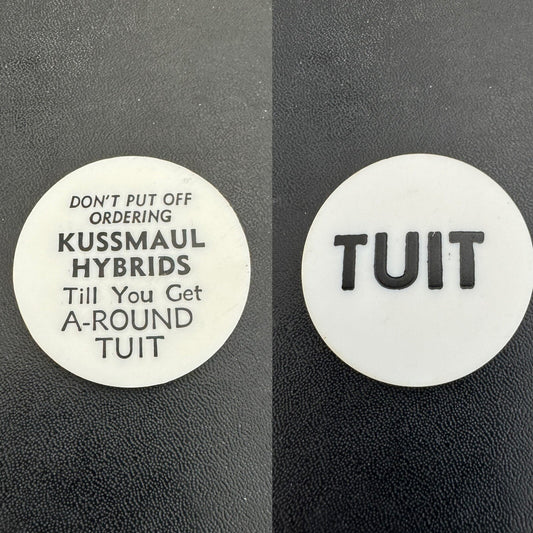 DON'T PUT OFF
ORDERING
KUSSMAUL
HYBRIDS
Till You Get
A-ROUND
TUIT
TUIT